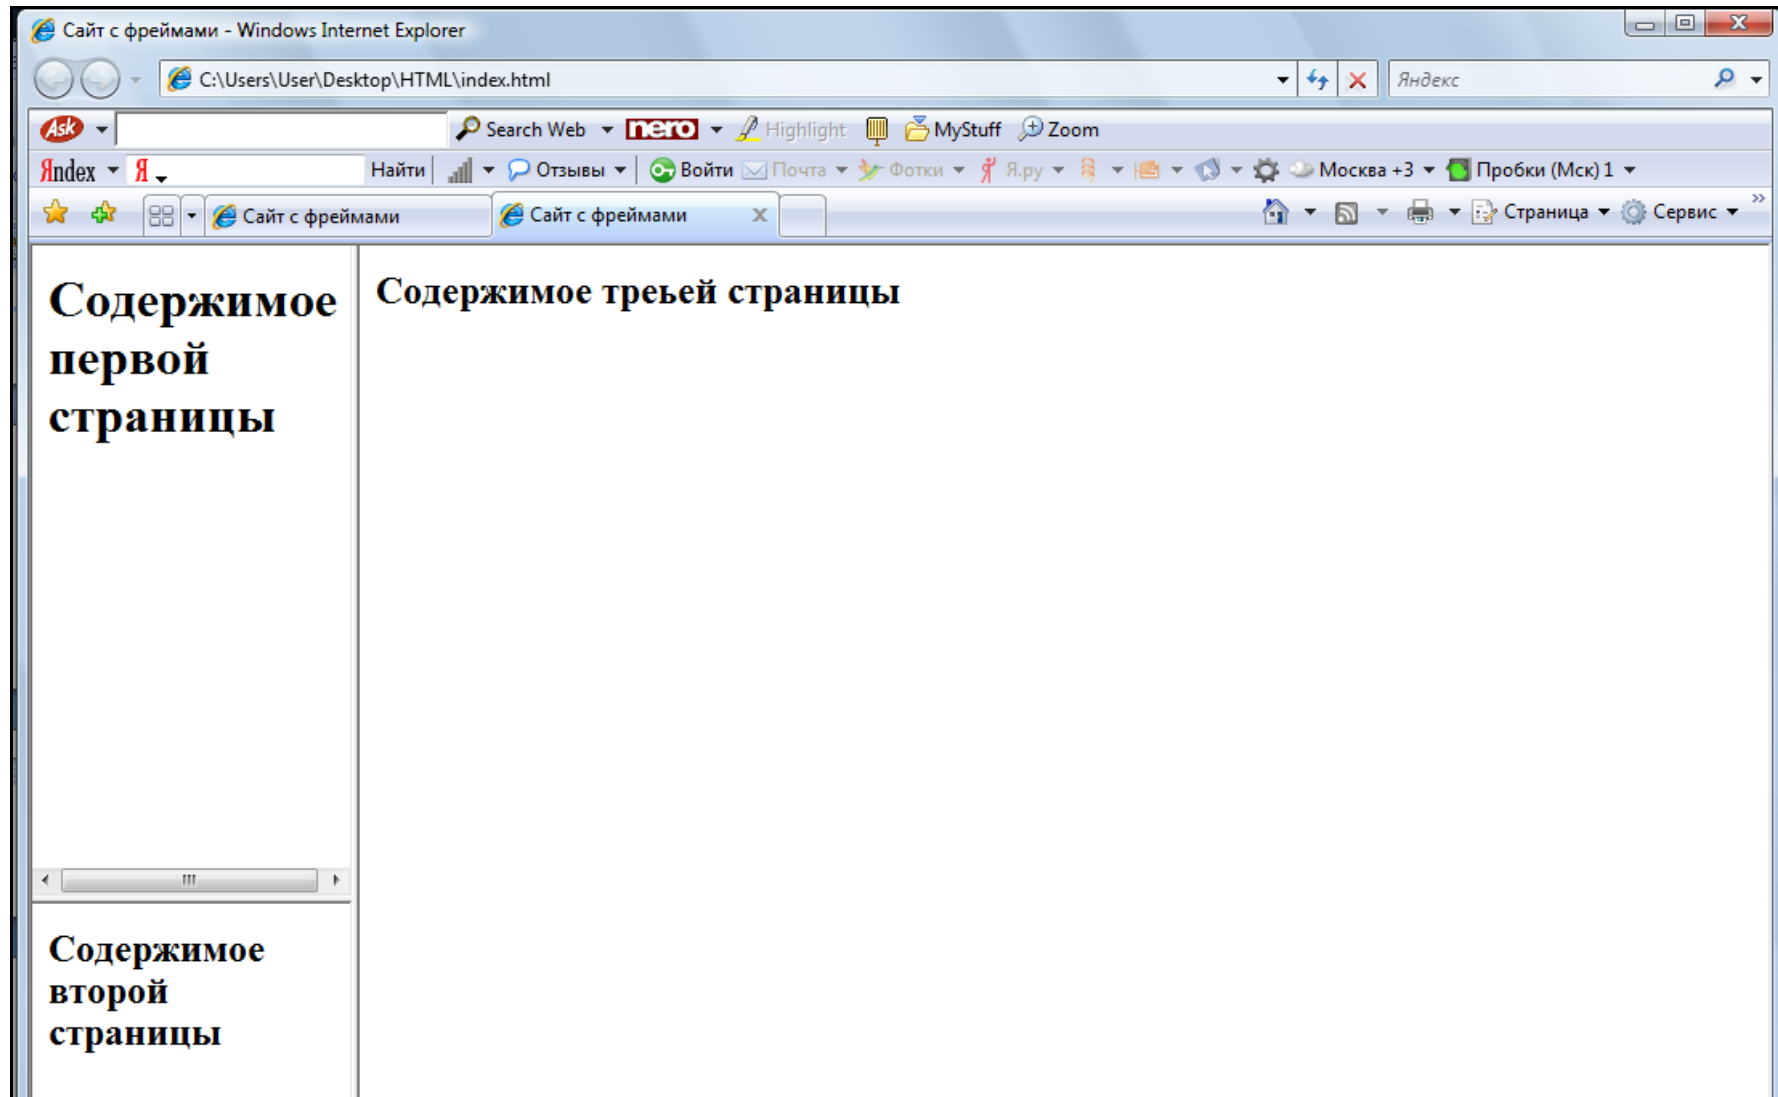 Сайт с фреймами - Windows Internet Explorer
C:\Users\User\Desktop\HTML\index.html Яндекс
Ask Search Web nero Highlight MyStuff Zoom
Яndex Я Найти Отзывы Войти Почта Фотки Я.ру Москва +3 Пробки (Мск) 1
Сайт с фреймами Сайт с фреймами Страница Сервис
Содержимое
первой
страницы
Содержимое треьей страницы
Содержимое
второй
страницы